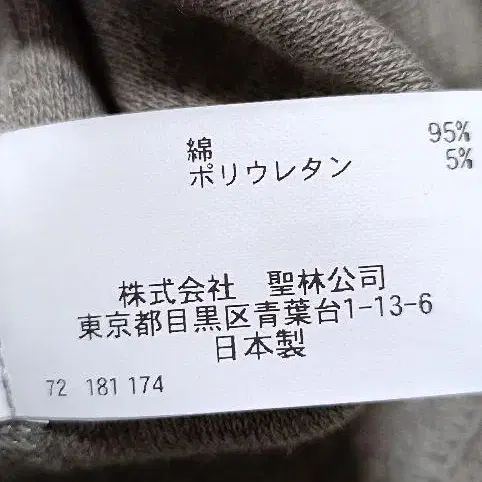 綿 95%
ポリウレタン 5%
株式会社 聖林公司
東京都目黒区青葉台1-13-6
日本製
72 181 174